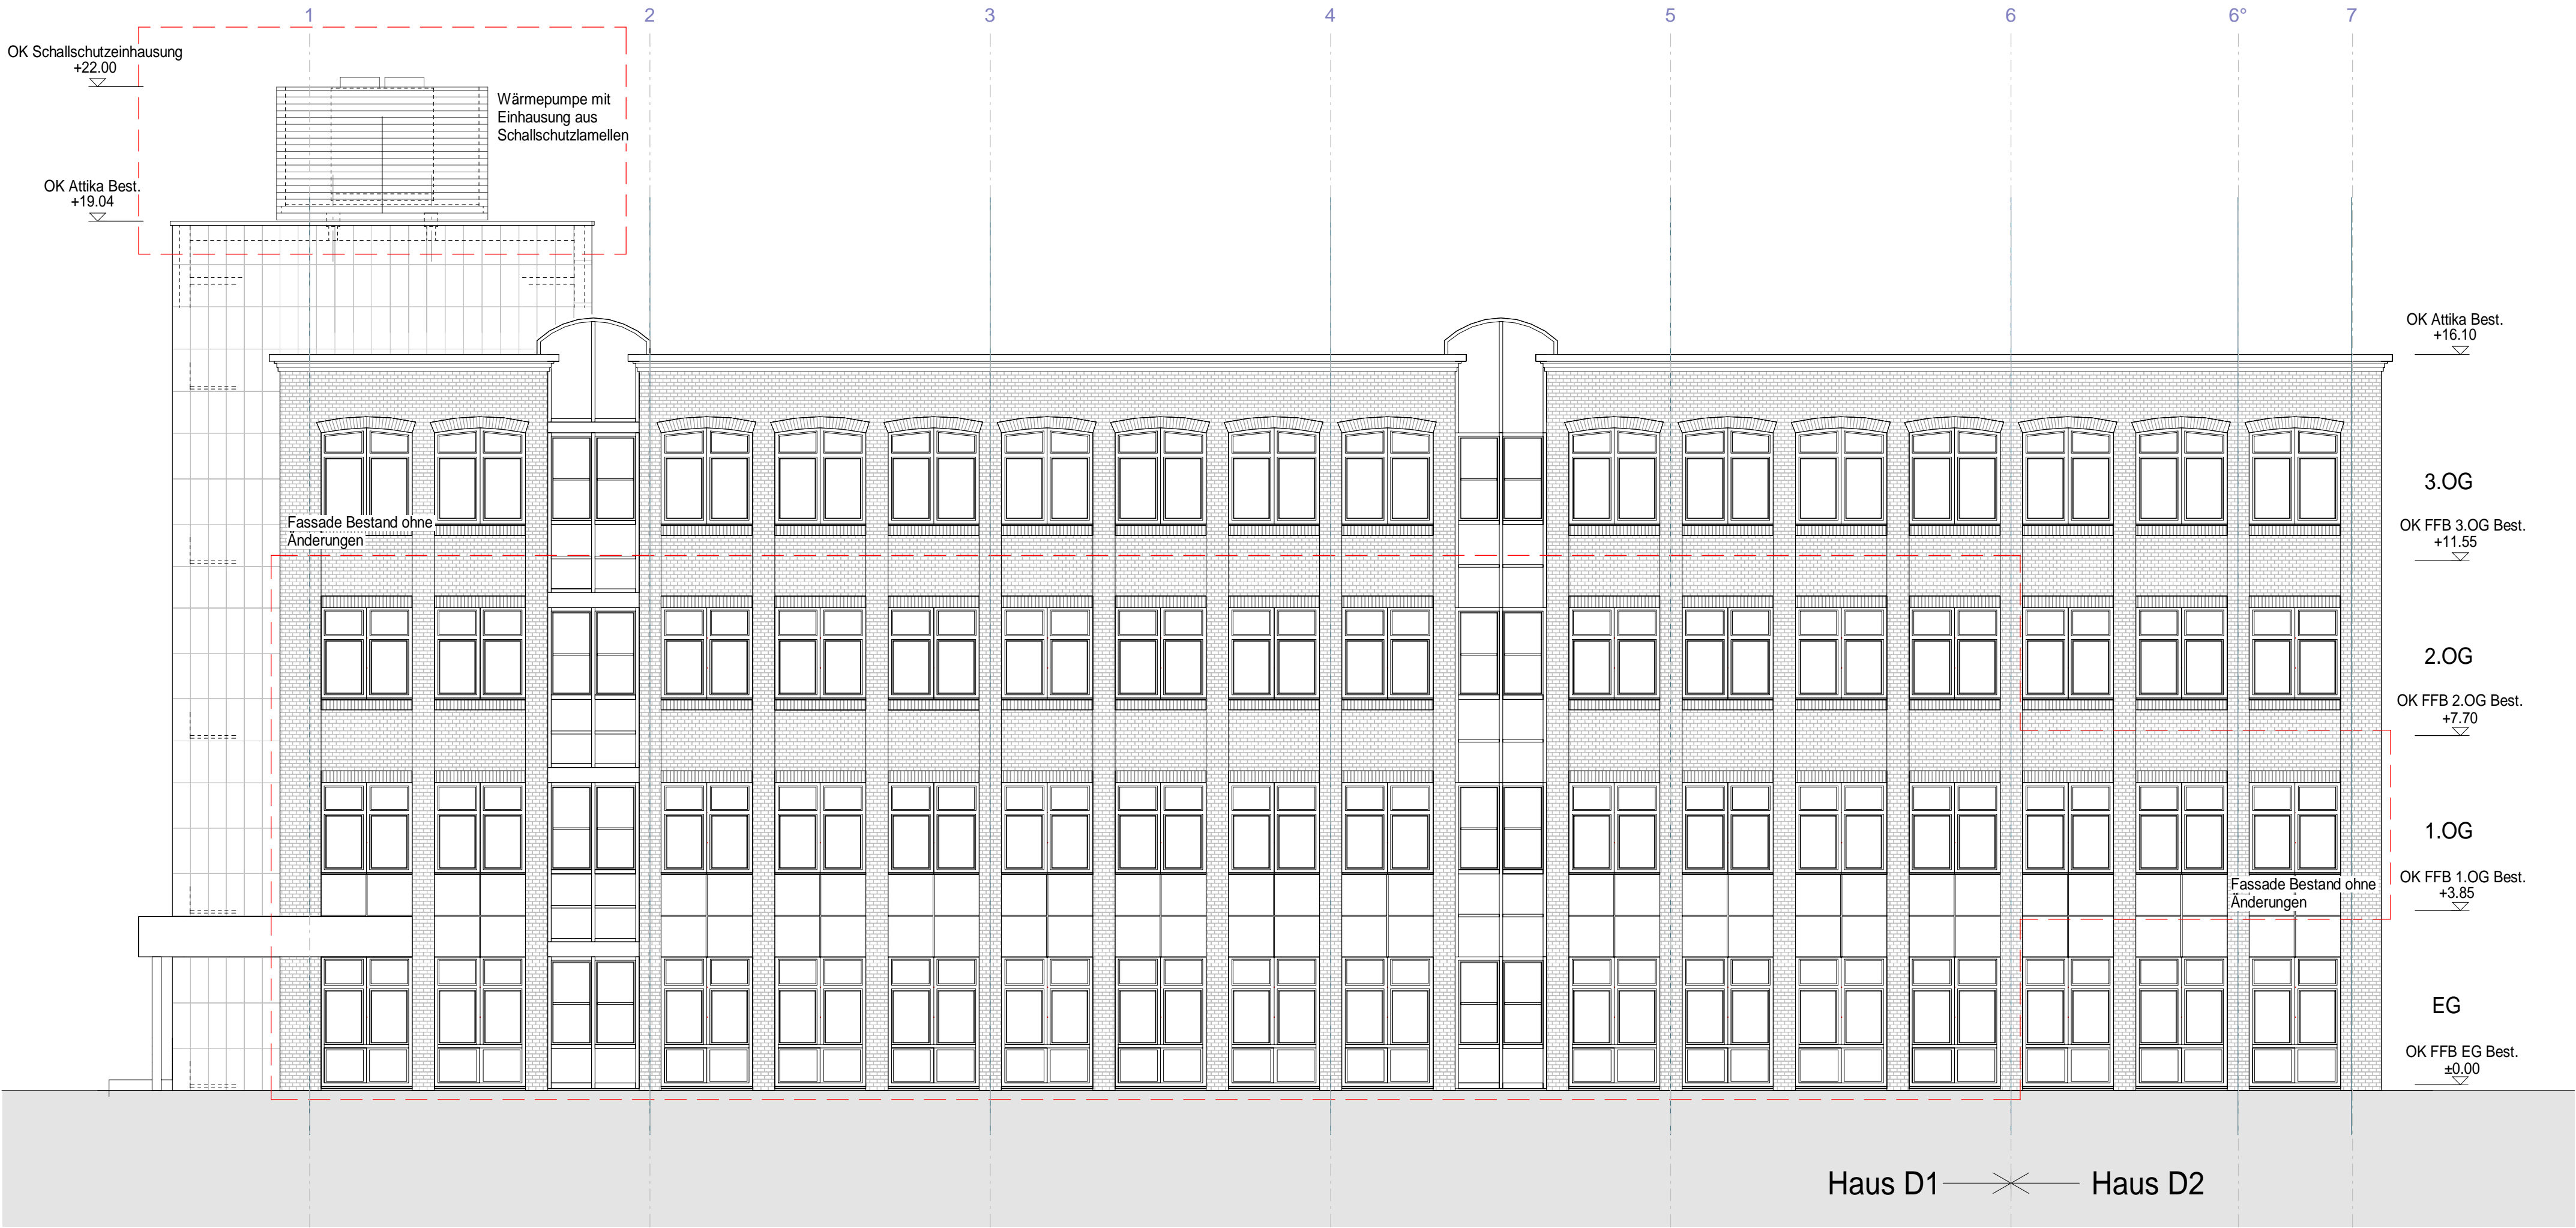 1 2 3 4 5 6 6° 7
OK Schallschutzeinhausung
+22.00
Wärmepumpe mit
Einhausung aus
Schallschutzlamellen
OK Attika Best.
+19.04
OK Attika Best.
+16.10
3.OG
Fassade Bestand ohne
Änderungen
OK FFB 3.OG Best.
+11.55
2.OG
OK FFB 2.OG Best.
+7.70
1.OG
OK FFB 1.OG Best.
+3.85
Fassade Bestand ohne
Änderungen
EG
OK FFB EG Best.
±0.00
Haus D1 Haus D2